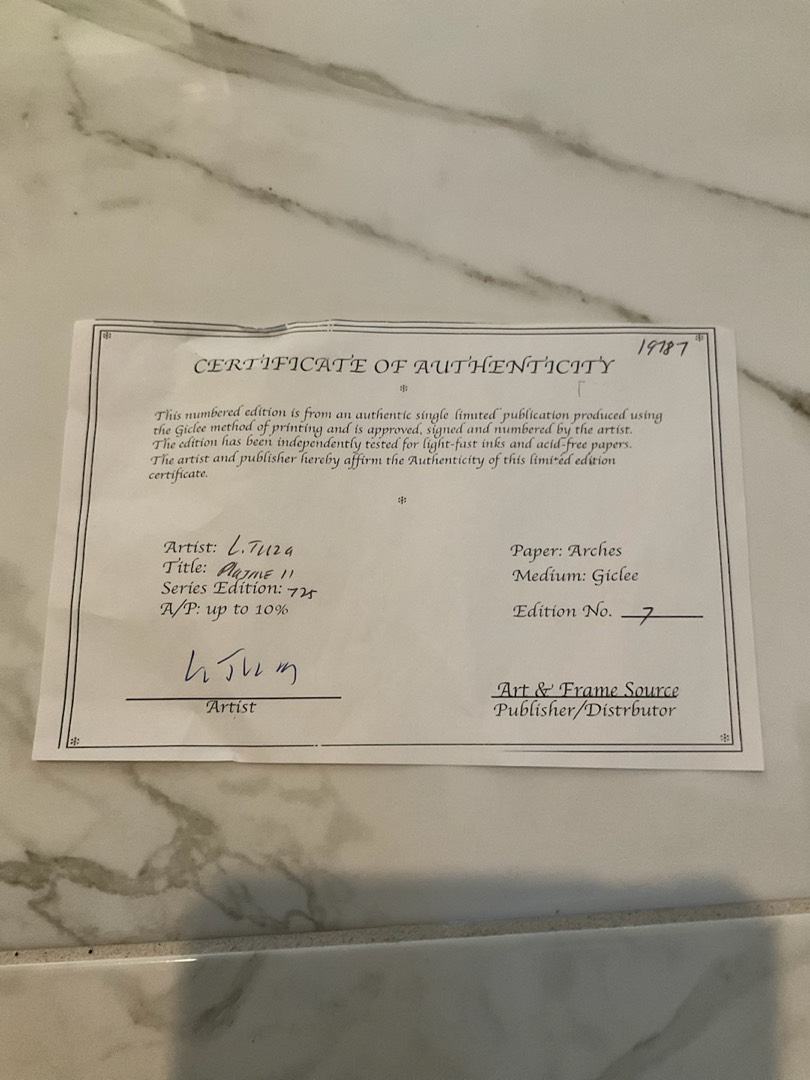 19787
CERTIFICATE OF AUTHENTICITY
This numbered edition is from an authentic single limited publication produced using
the Giclee method of printing and is approved, signed and numbered by the artist.
The edition has been independently tested for light-fast inks and acid-free papers.
The artist and publisher hereby affirm the Authenticity of this limited edition
certificate.
Artist: L. Tuza
Title: II
Series Edition: 725
A/P: up to 10%
Paper: Arches
Medium: Giclee
Edition No. 7
Artist
Art & Frame Source
Publisher/Distrbutor